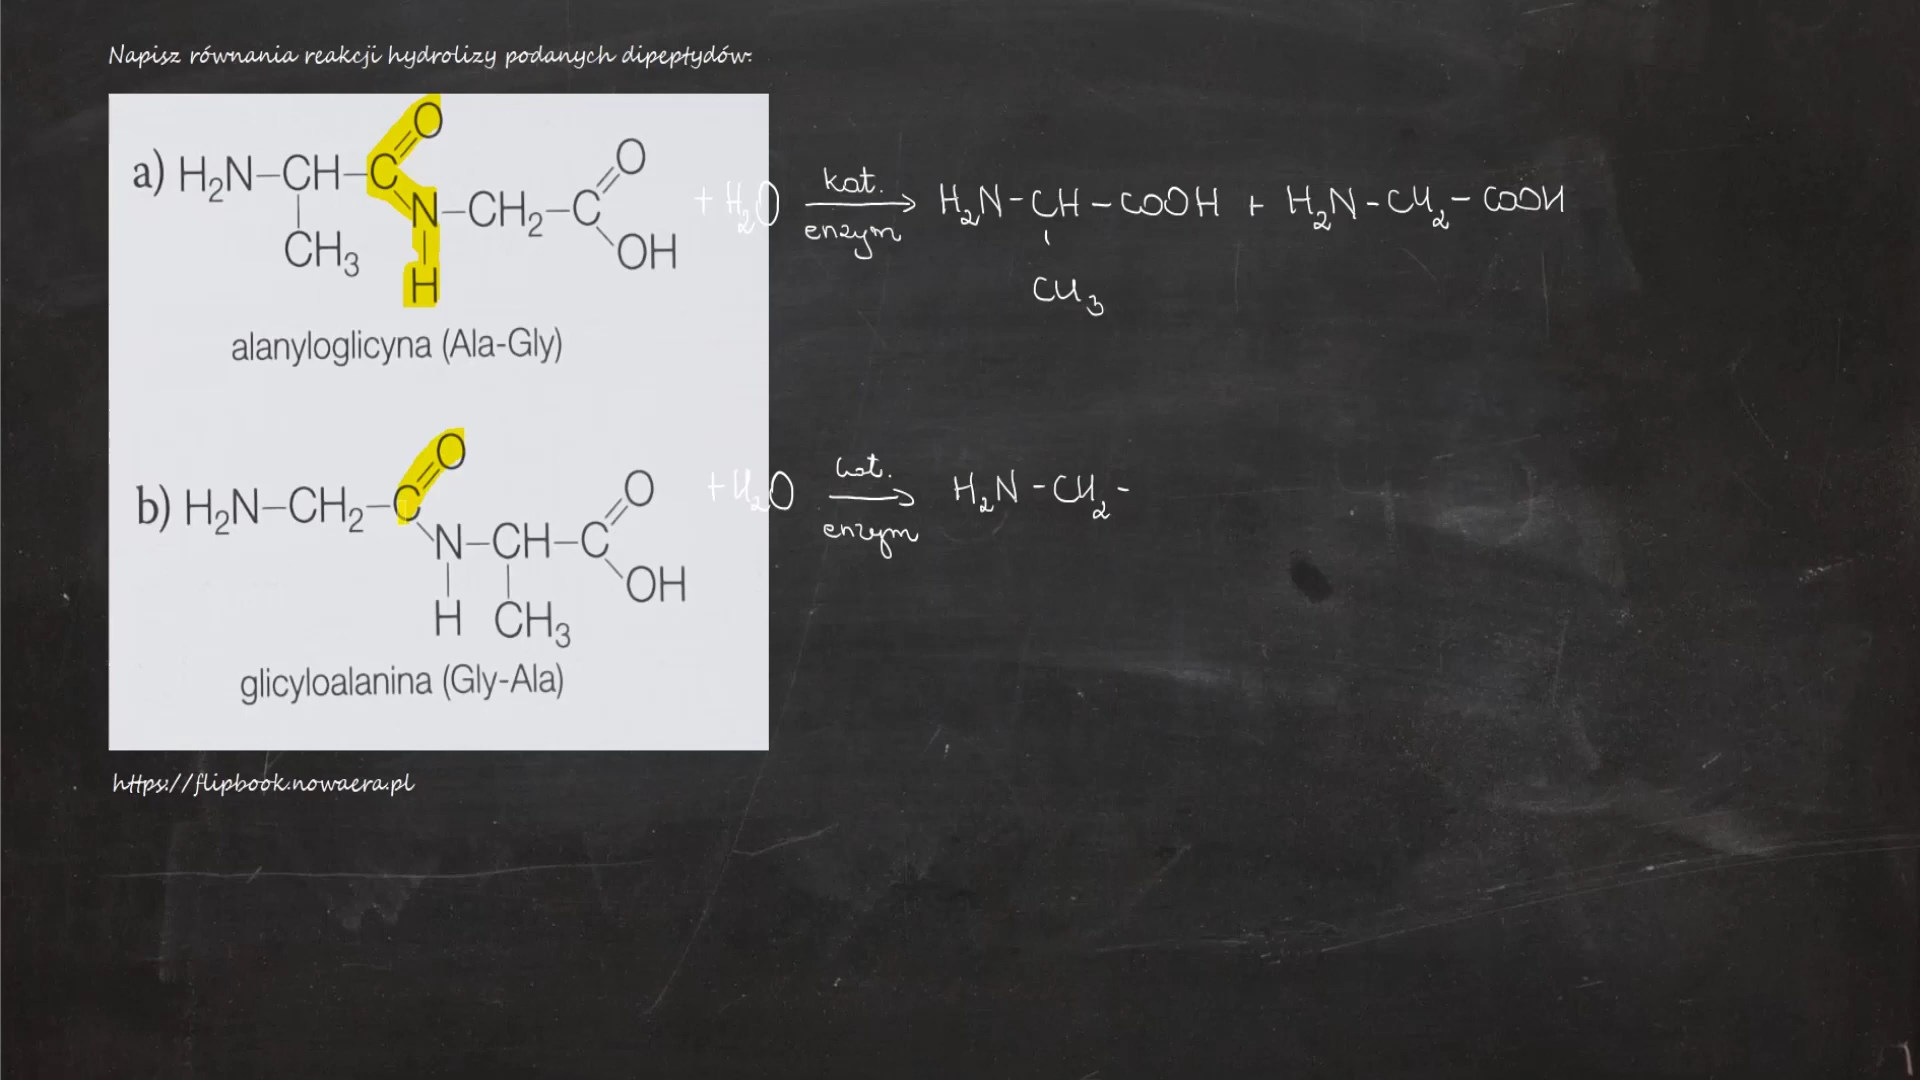 Napisz równania reakcji hydrolizy podanych dipeptydów:
O
a) H₂N–CH–C O
N–CH₂–C + H₂O kat. enzym H₂N-CH-COOH + H₂N-CH₂-COOH
CH₃ OH
H CH₃
alanyloglicyna (Ala-Gly)
O
b) H₂N–CH₂–C O + H₂O kat. enzym H₂N-CH₂-
N–CH–C
OH
H CH₃
glicyloalanina (Gly-Ala)
https://flipbook.nowaera.pl